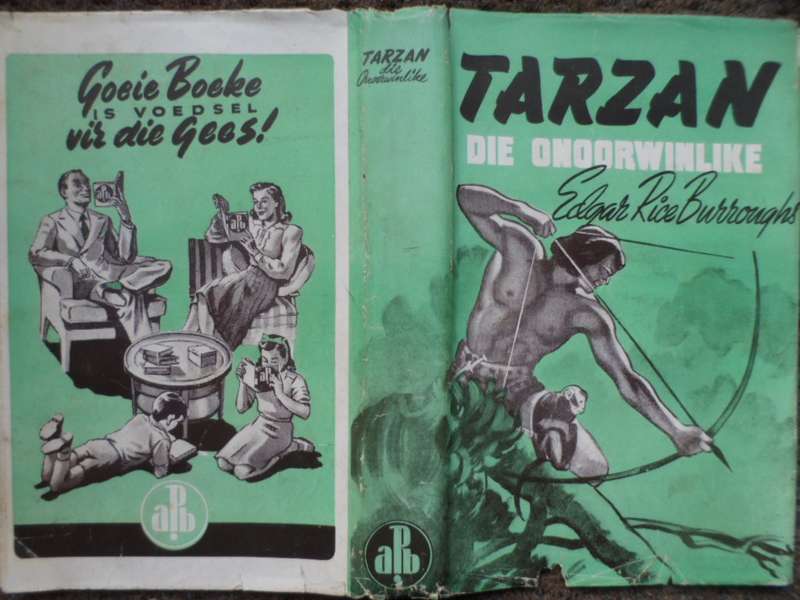 Goeie Boeke
IS VOEDSEL
vir die Gees!
aPb
TARZAN
die
Onoorwinlike
aPb
TARZAN
DIE ONOORWINLIKE
Edgar Rice Burroughs